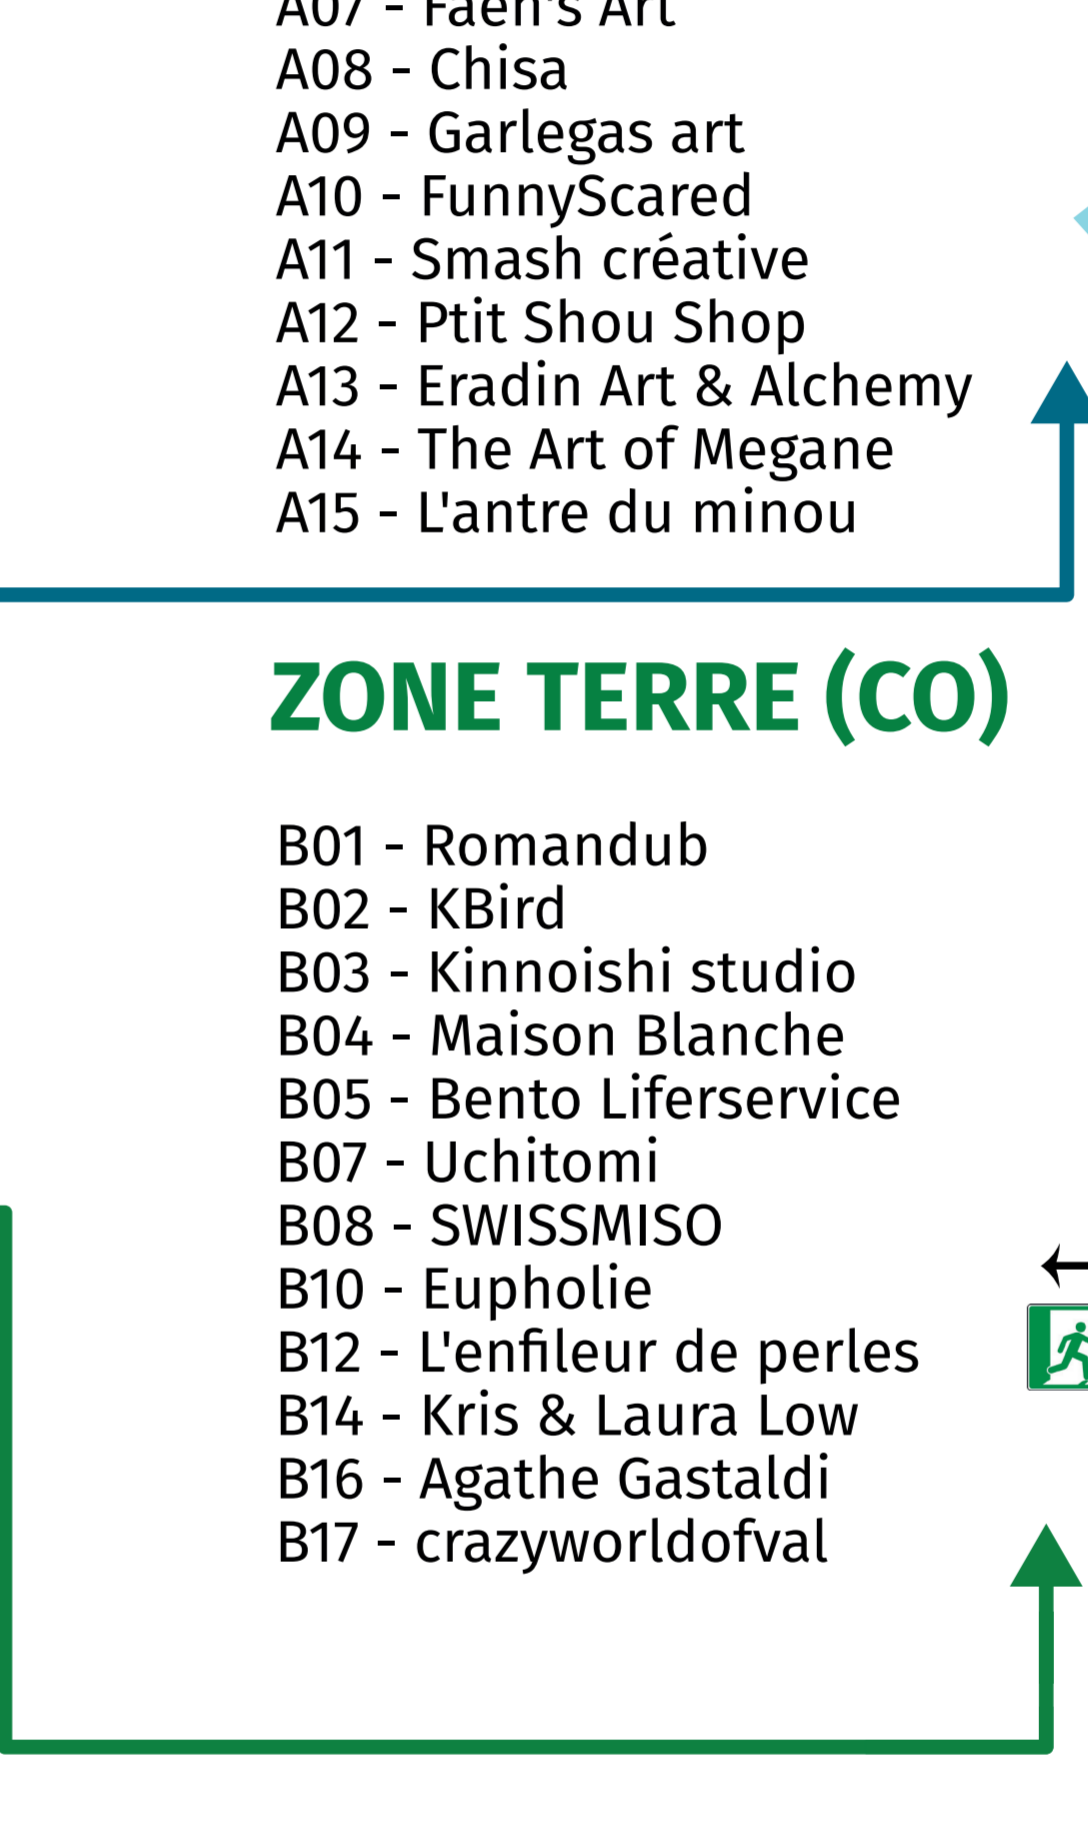 A07 - Faen's Art
A08 - Chisa
A09 - Garlegas art
A10 - FunnyScared
A11 - Smash créative
A12 - Ptit Shou Shop
A13 - Eradin Art & Alchemy
A14 - The Art of Megane
A15 - L'antre du minou
ZONE TERRE (CO)
B01 - Romandub
B02 - KBird
B03 - Kinnoishi studio
B04 - Maison Blanche
B05 - Bento Liferservice
B07 - Uchitomi
B08 - SWISSMISO
B10 - Eupholie
B12 - L'enfileur de perles
B14 - Kris & Laura Low
B16 - Agathe Gastaldi
B17 - crazyworldofval